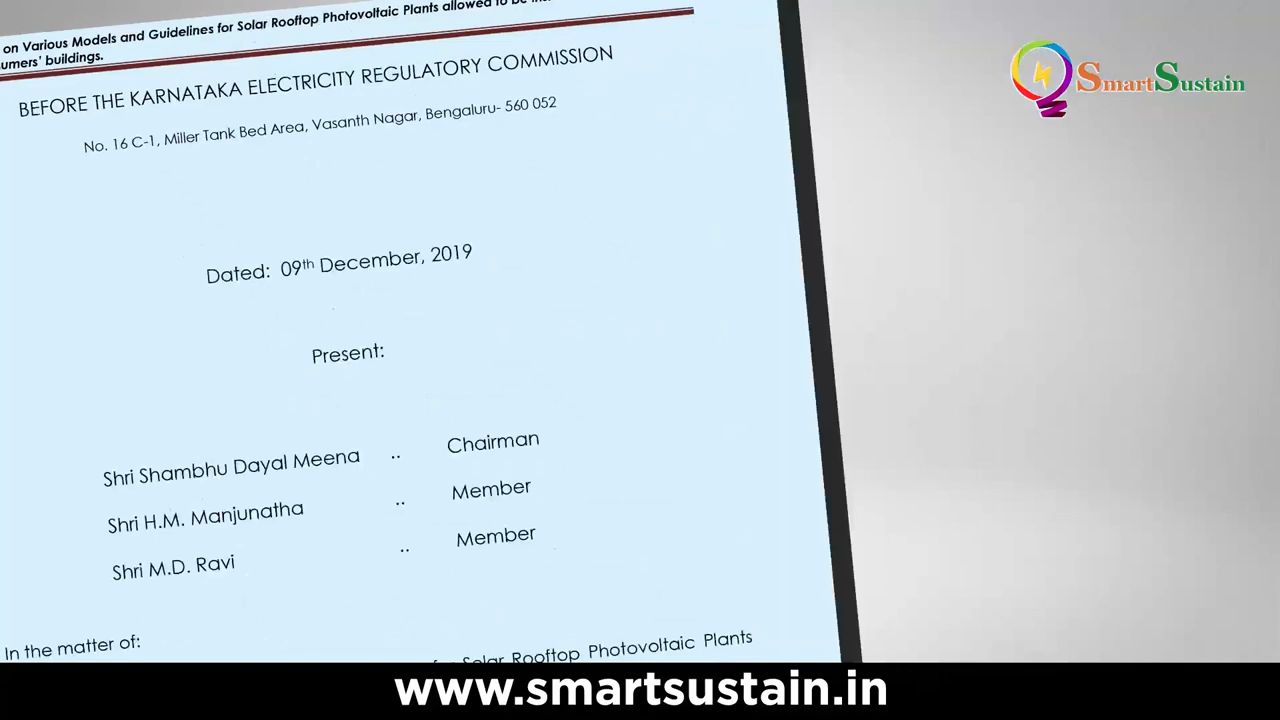 on Various Models and Guidelines for Solar Rooftop Photovoltaic Plants allowed to be
umers' buildings.
BEFORE THE KARNATAKA ELECTRICITY REGULATORY COMMISSION
No. 16 C-1, Miller Tank Bed Area, Vasanth Nagar, Bengaluru- 560 052
SmartSustain
Dated: 09th December, 2019
Present:
Shri Shambhu Dayal Meena .. Chairman
Shri H.M. Manjunatha .. Member
Shri M.D. Ravi .. Member
In the matter of:
Solar Rooftop Photovoltaic Plants
www.smartsustain.in